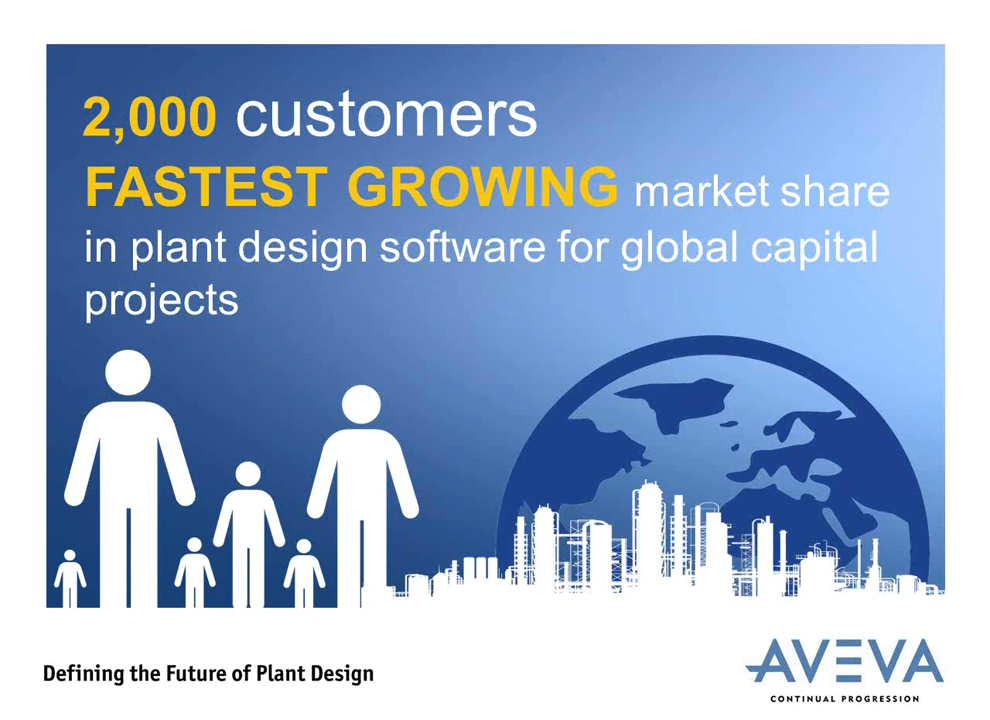 2,000 customers
FASTEST GROWING market share
in plant design software for global capital
projects
Defining the Future of Plant Design
AVEVA
CONTINUAL PROGRESSION